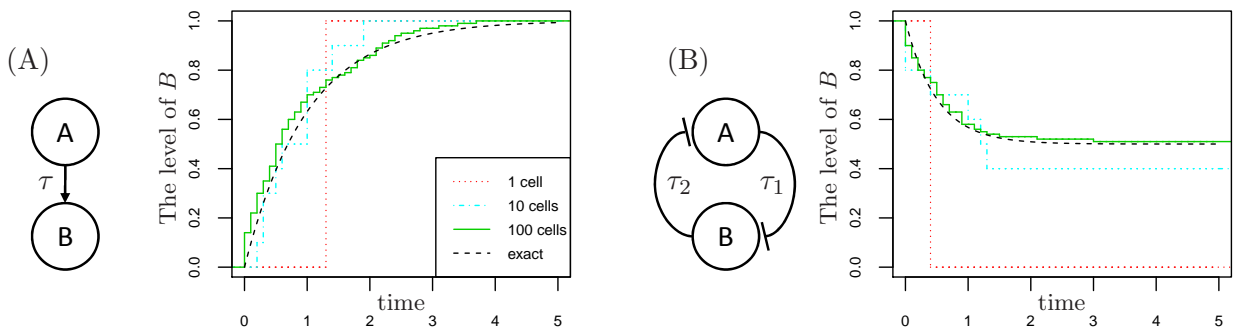 (A)
A
τ
B
The level of B
1.0
0.8
0.6
0.4
0.2
0.0
1 cell
10 cells
100 cells
exact
time
0 1 2 3 4 5
(B)
A
τ2 τ1
B
The level of B
1.0
0.8
0.6
0.4
0.2
0.0
time
0 1 2 3 4 5